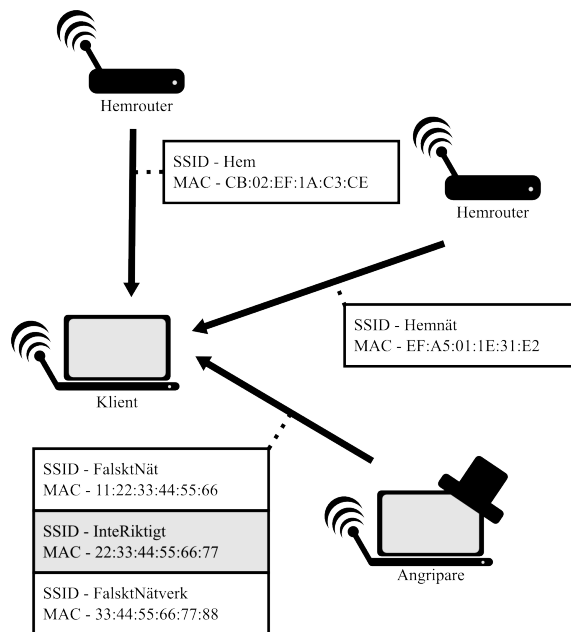 Hemrouter
SSID - Hem
MAC - CB:02:EF:1A:C3:CE
Hemrouter
SSID - Hemnät
MAC - EF:A5:01:1E:31:E2
Klient
SSID - FalsktNät
MAC - 11:22:33:44:55:66
SSID - InteRiktigt
MAC - 22:33:44:55:66:77
SSID - FalsktNätverk
MAC - 33:44:55:66:77:88
Angripare